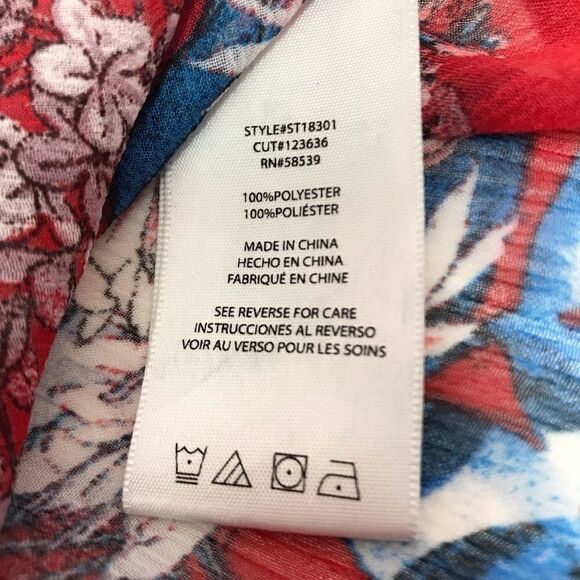 STYLE#ST18301
CUT#123636
RN#58539
100%POLYESTER
100%POLIÉSTER
MADE IN CHINA
HECHO EN CHINA
FABRIQUÉ EN CHINE
SEE REVERSE FOR CARE
INSTRUCCIONES AL REVERSO
VOIR AU VERSO POUR LES SOINS